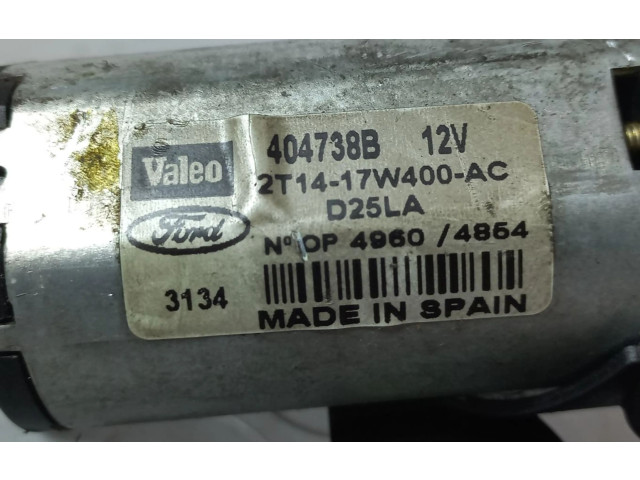 Valeo 404738B 12V
2T14-17W400-AC
D25LA
Ford
Nº OP 4960 / 4854
3134
MADE IN SPAIN